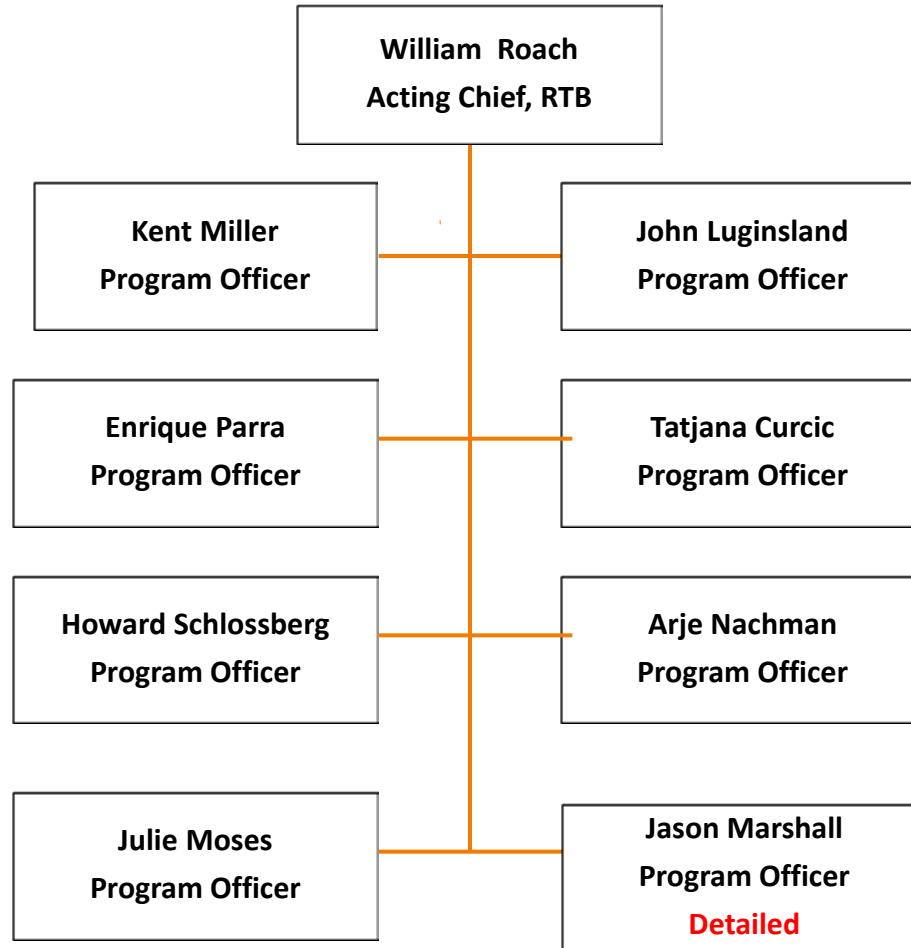 William Roach
Acting Chief, RTB
Kent Miller
Program Officer
John Luginsland
Program Officer
Enrique Parra
Program Officer
Tatjana Curcic
Program Officer
Howard Schlossberg
Program Officer
Arje Nachman
Program Officer
Julie Moses
Program Officer
Jason Marshall
Program Officer
Detailed